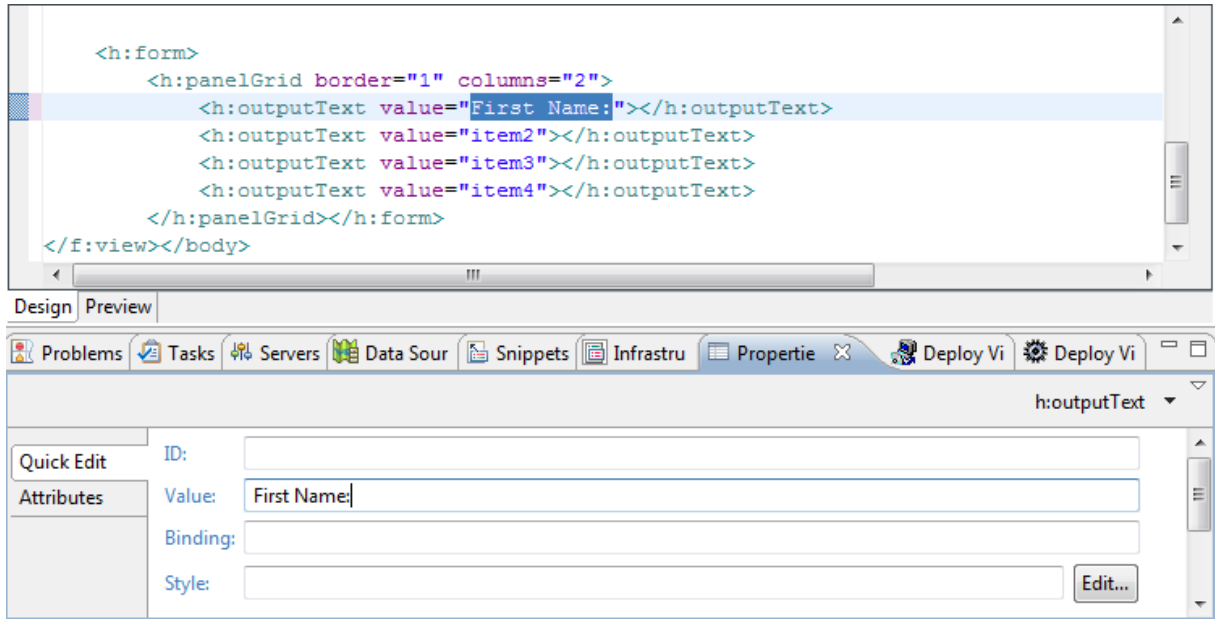 <h:form>
<h:panelGrid border="1" columns="2">
<h:outputText value="First Name:"></h:outputText>
<h:outputText value="item2"></h:outputText>
<h:outputText value="item3"></h:outputText>
<h:outputText value="item4"></h:outputText>
</h:panelGrid></h:form>
</f:view></body>
Design Preview
Problems Tasks Servers Data Sour Snippets Infrastru Propertie Deploy Vi Deploy Vi
h:outputText
Quick Edit
Attributes
ID:
Value: First Name:
Binding:
Style: Edit...